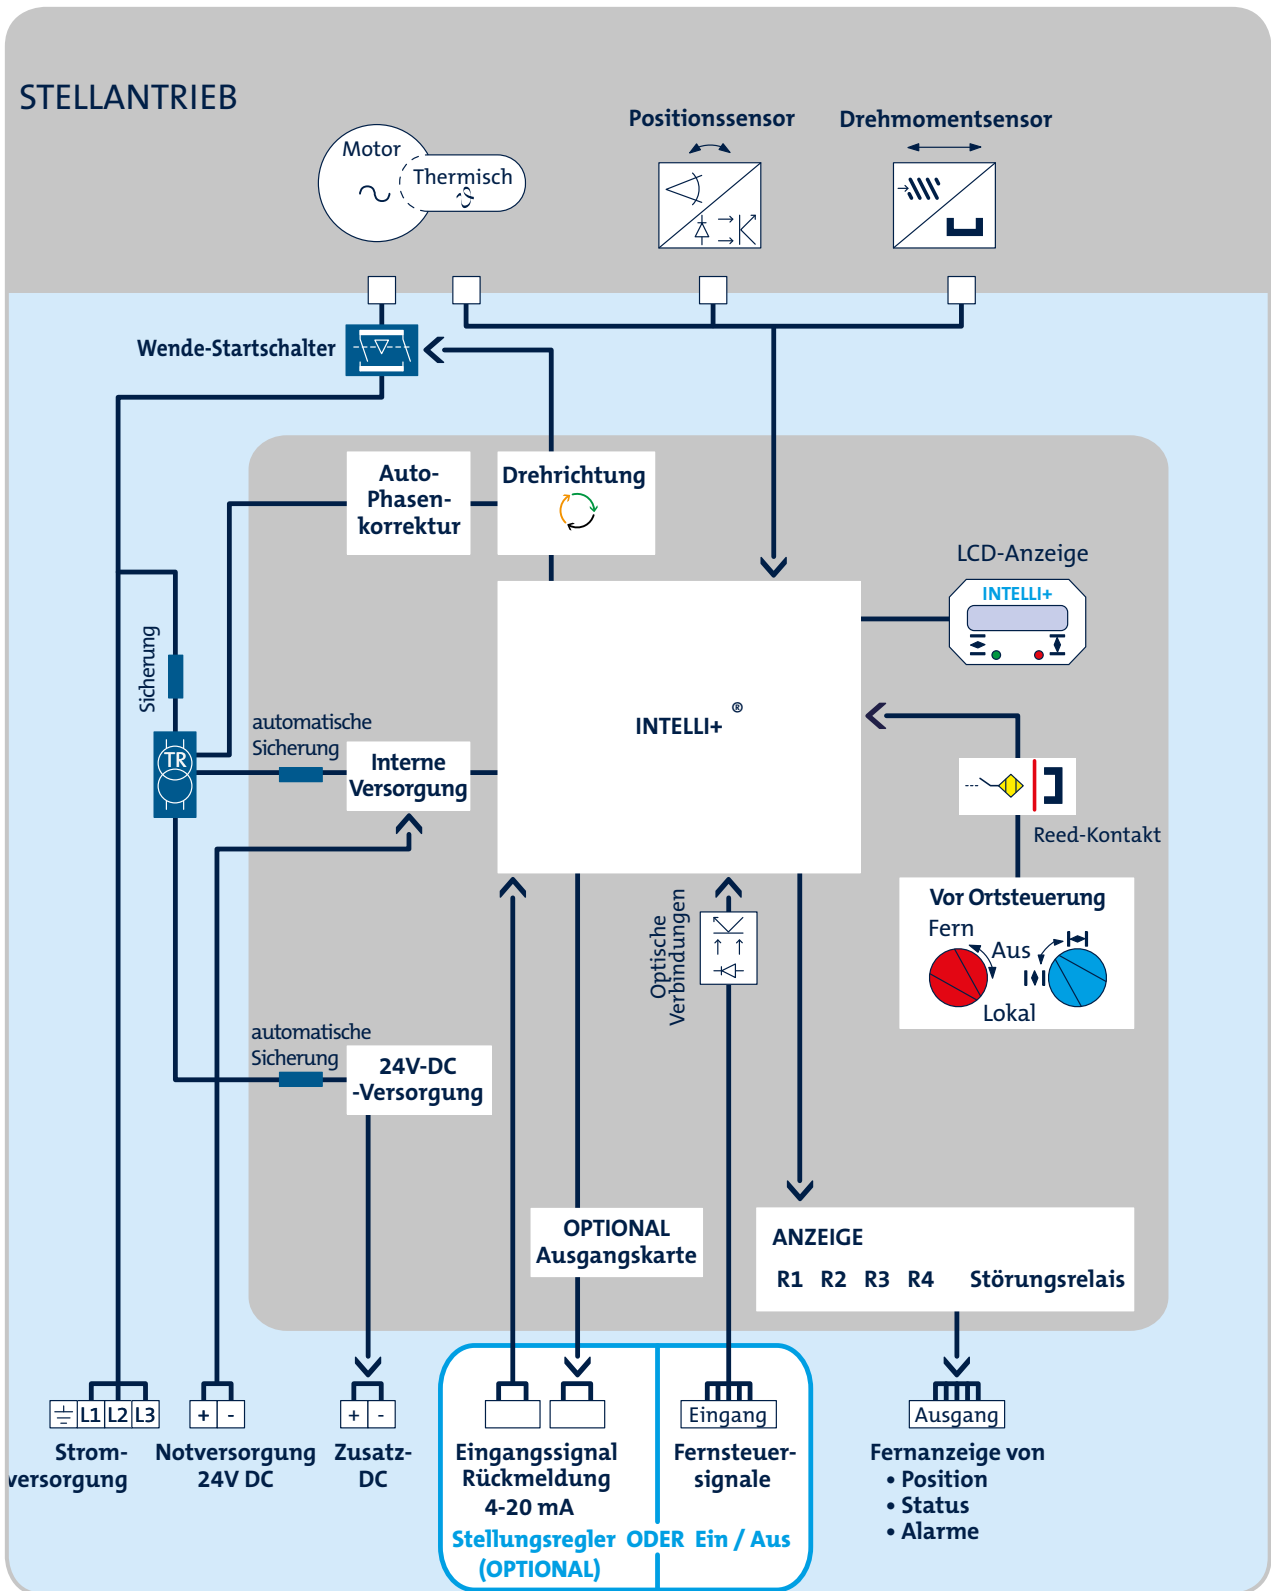 STELLANTRIEB
Positionssensor
Drehmomentsensor
Motor
Thermisch
Wende-Startschalter
Auto-
Phasen-
korrektur
Drehrichtung
LCD-Anzeige
INTELLI+
Sicherung
TR
automatische
Sicherung
Interne
Versorgung
INTELLI+ ®
Reed-Kontakt
Vor Ortsteuerung
Fern
Aus
Lokal
Optische
Verbindungen
automatische
Sicherung
24V-DC
-Versorgung
OPTIONAL
Ausgangskarte
ANZEIGE
R1 R2 R3 R4 Störungsrelais
L1 L2 L3
+ -
+ -
Eingang
Ausgang
Strom-
versorgung
Notversorgung
24V DC
Zusatz-
DC
Eingangssignal
Rückmeldung
4-20 mA
Fernsteuer-
signale
Stellungsregler ODER Ein / Aus
(OPTIONAL)
Fernanzeige von
• Position
• Status
• Alarme